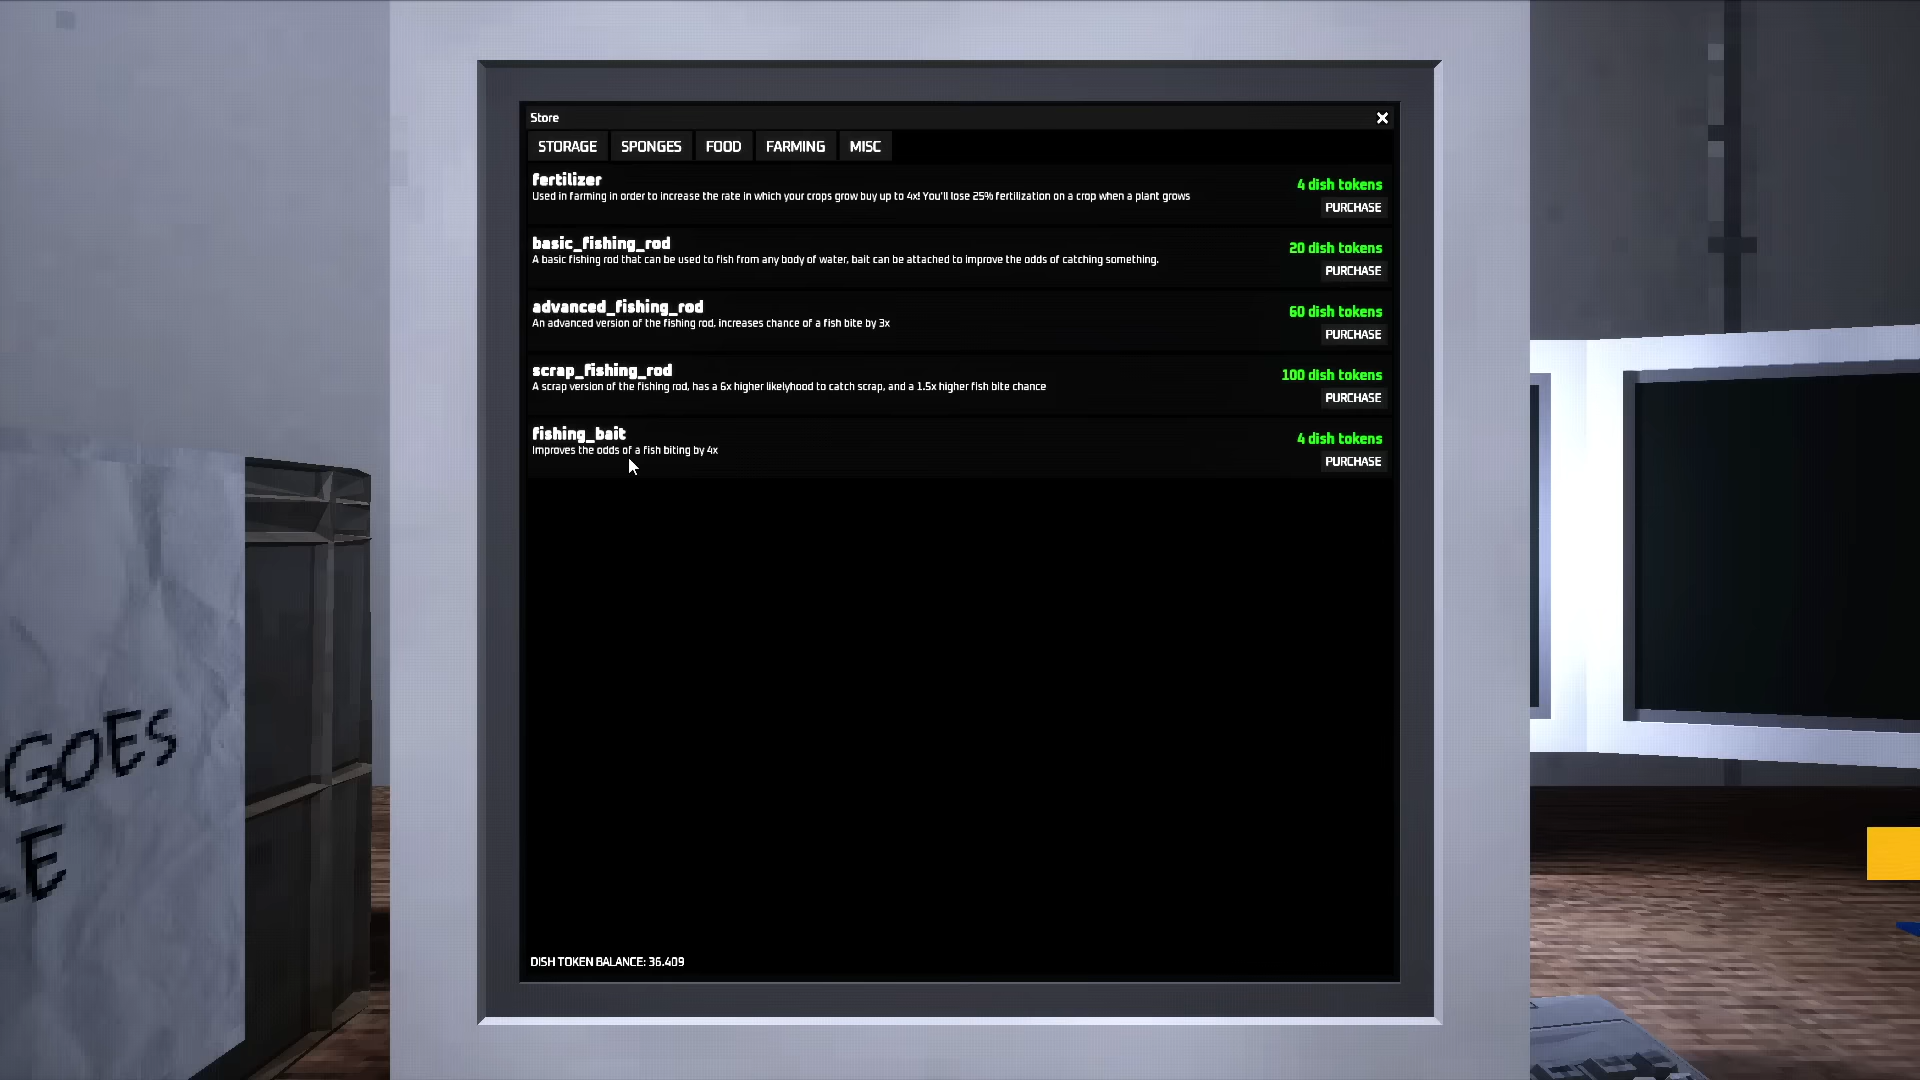 Store
STORAGE SPONGES FOOD FARMING MISC
fertilizer
Used in farming in order to increase the rate in which your crops grow buy up to 4x! You'll lose 25% fertilization on a crop when a plant grows
4 dish tokens
PURCHASE
basic_fishing_rod
A basic fishing rod that can be used to fish from any body of water, bait can be attached to improve the odds of catching something.
20 dish tokens
PURCHASE
advanced_fishing_rod
An advanced version of the fishing rod, increases chance of a fish bite by 3x
60 dish tokens
PURCHASE
scrap_fishing_rod
A scrap version of the fishing rod, has a 6x higher likelyhood to catch scrap, and a 1.5x higher fish bite chance
100 dish tokens
PURCHASE
fishing_bait
Improves the odds of a fish biting by 4x
4 dish tokens
PURCHASE
DISH TOKEN BALANCE: 36.409
GOES